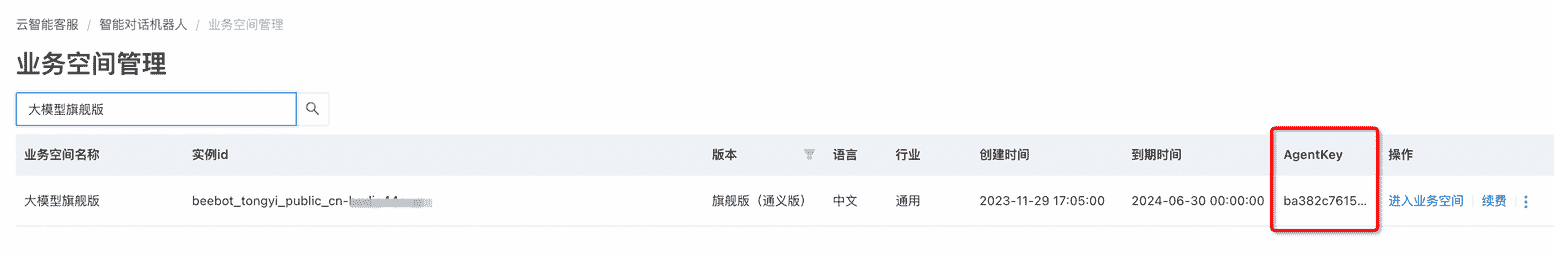 云智能客服 / 智能对话机器人 / 业务空间管理
业务空间管理
大模型旗舰版
业务空间名称 实例id 版本 语言 行业 创建时间 到期时间 AgentKey 操作
大模型旗舰版 beebot_tongyi_public_cn- 旗舰版（通义版） 中文 通用 2023-11-29 17:05:00 2024-06-30 00:00:00 ba382c7615... 进入业务空间 续费